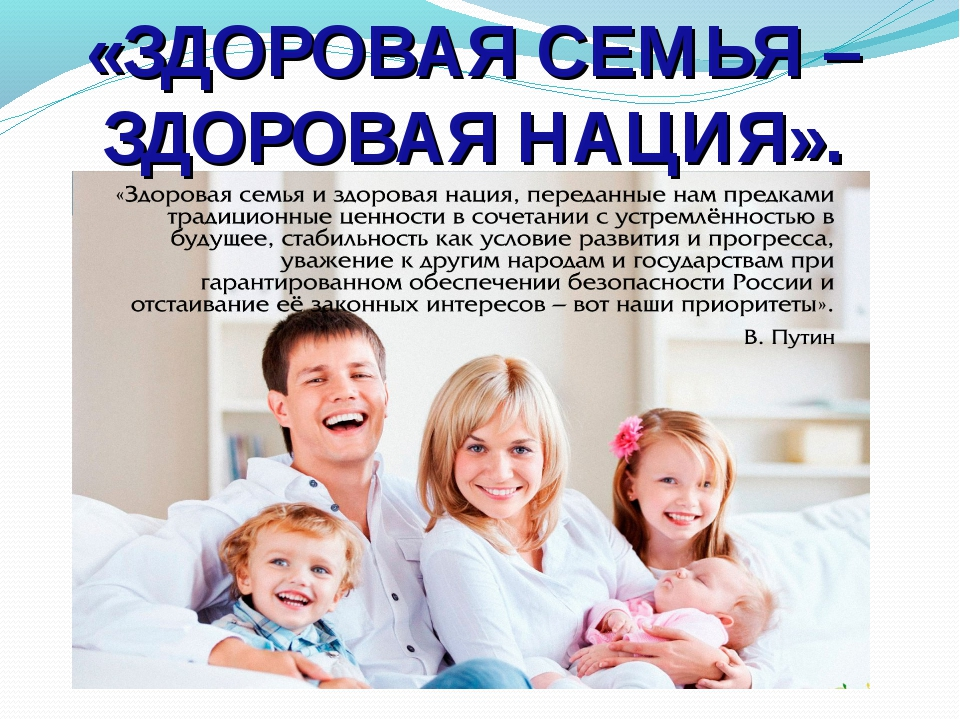 «ЗДОРОВАЯ СЕМЬЯ –
ЗДОРОВАЯ НАЦИЯ».
«Здоровая семья и здоровая нация, переданные нам предками
традиционные ценности в сочетании с устремлённостью в
будущее, стабильность как условие развития и прогресса,
уважение к другим народам и государствам при
гарантированном обеспечении безопасности России и
отстаивание её законных интересов – вот наши приоритеты».
В. Путин